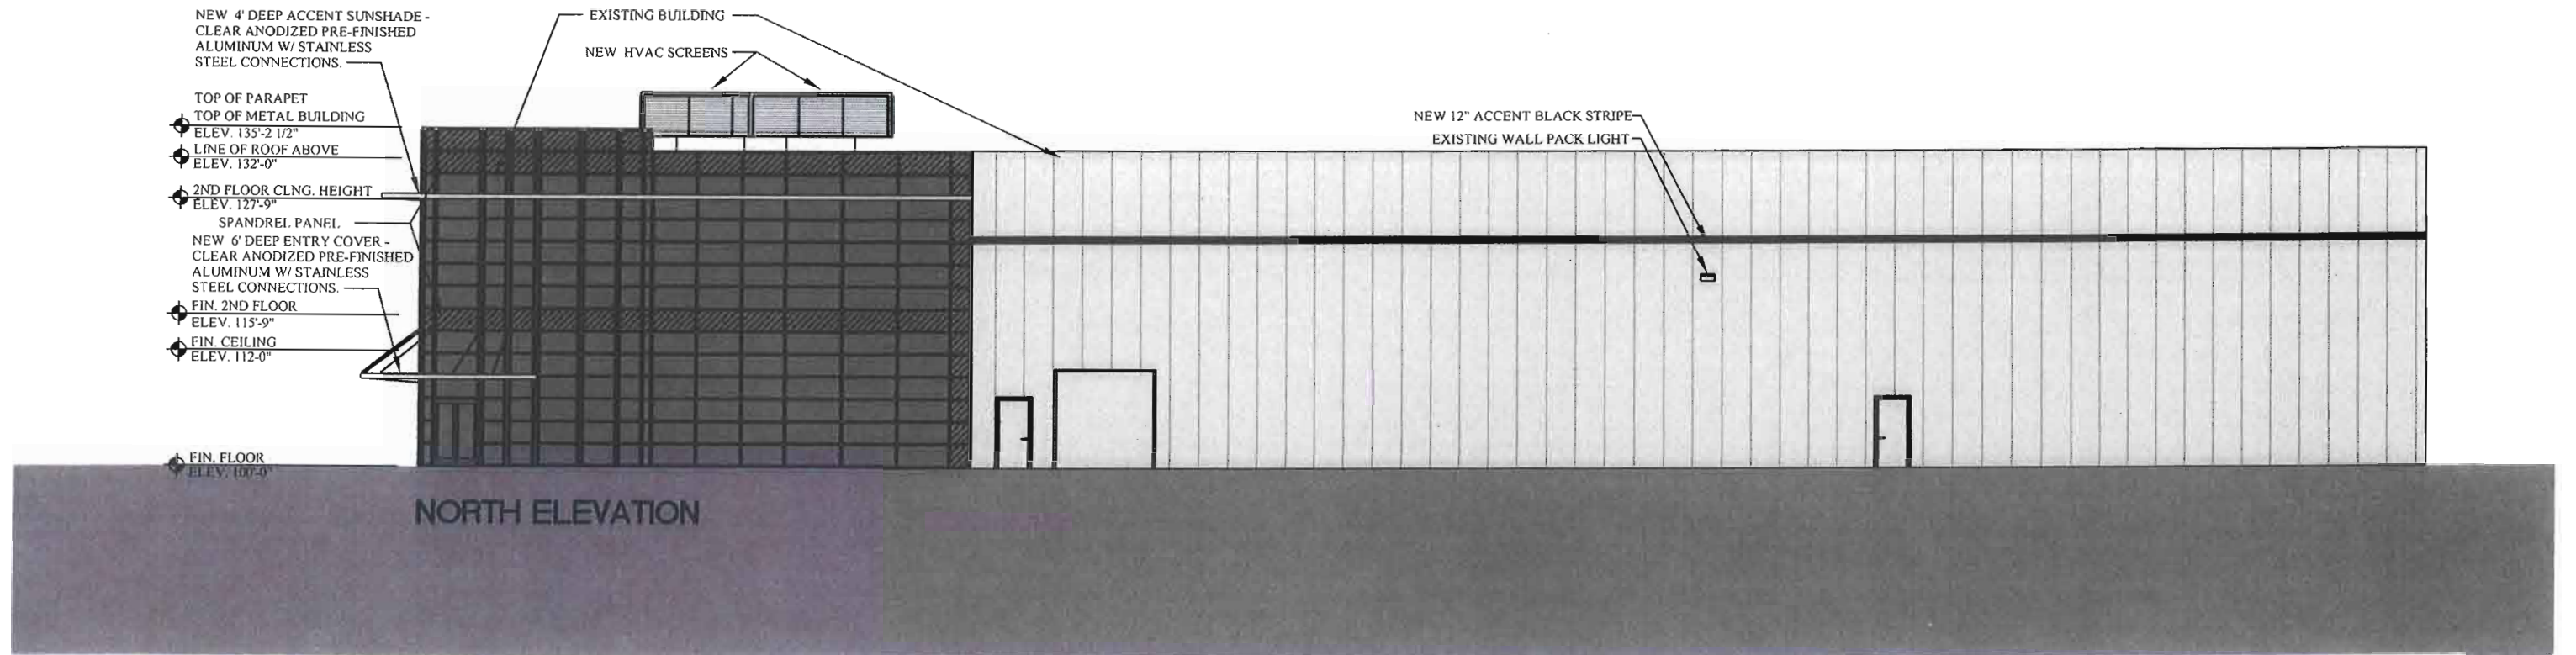 NEW 4' DEEP ACCENT SUNSHADE -
CLEAR ANODIZED PRE-FINISHED
ALUMINUM W/ STAINLESS
STEEL CONNECTIONS.
EXISTING BUILDING
NEW HVAC SCREENS
TOP OF PARAPET
TOP OF METAL BUILDING
ELEV. 135'-2 1/2"
LINE OF ROOF ABOVE
ELEV. 132'-0"
2ND FLOOR CLNG. HEIGHT
ELEV. 127'-9"
SPANDREL PANEL
NEW 6' DEEP ENTRY COVER -
CLEAR ANODIZED PRE-FINISHED
ALUMINUM W/ STAINLESS
STEEL CONNECTIONS.
FIN. 2ND FLOOR
ELEV. 115'-9"
FIN. CEILING
ELEV. 112-0"
FIN. FLOOR
ELEV. 100'-0"
NEW 12" ACCENT BLACK STRIPE
EXISTING WALL PACK LIGHT
NORTH ELEVATION